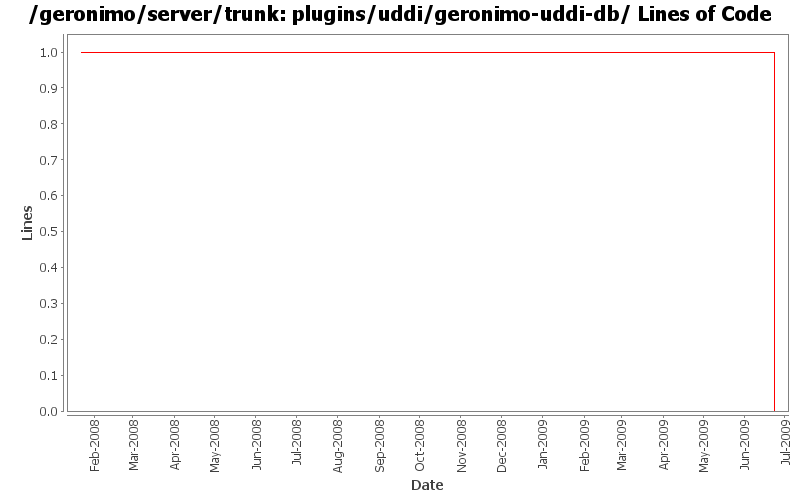 /geronimo/server/trunk: plugins/uddi/geronimo-uddi-db/ Lines of Code
1.0
0.9
0.8
0.7
0.6
0.5
0.4
0.3
0.2
0.1
0.0
Lines
Feb-2008
Mar-2008
Apr-2008
May-2008
Jun-2008
Jul-2008
Aug-2008
Sep-2008
Oct-2008
Nov-2008
Dec-2008
Jan-2009
Feb-2009
Mar-2009
Apr-2009
May-2009
Jun-2009
Jul-2009
Date